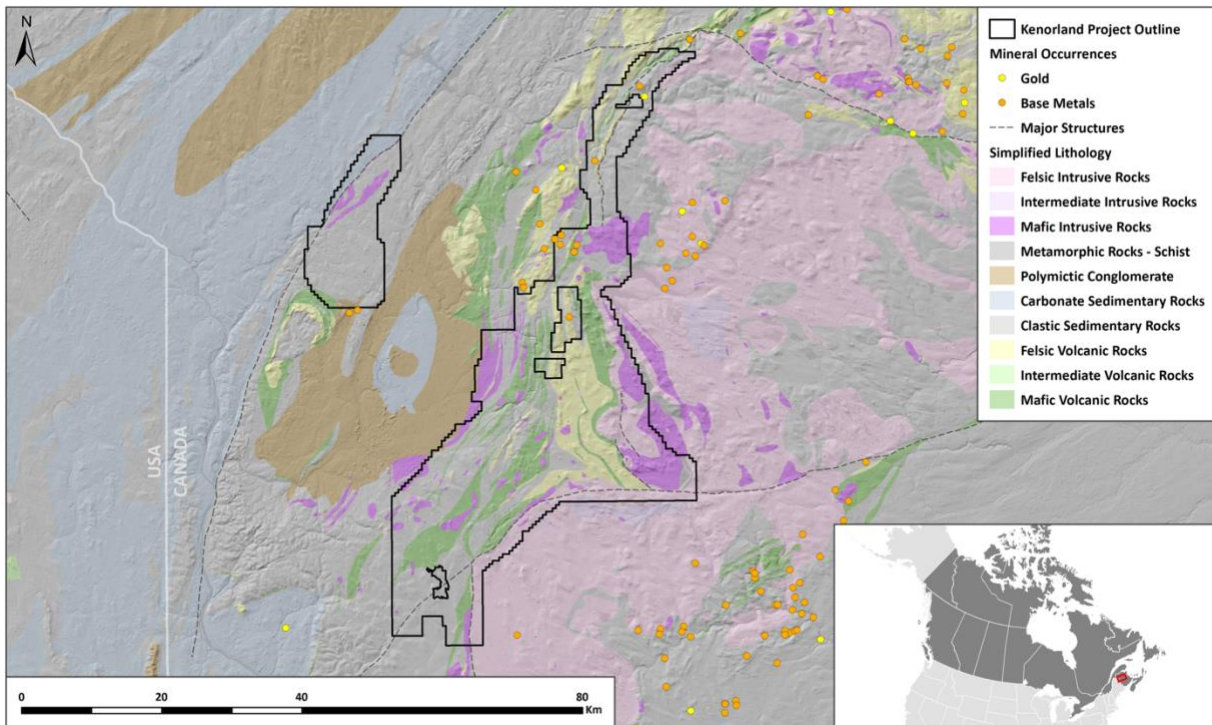 N
USA
CANADA
Kenorland Project Outline
Mineral Occurrences
Gold
Base Metals
Major Structures
Simplified Lithology
Felsic Intrusive Rocks
Intermediate Intrusive Rocks
Mafic Intrusive Rocks
Metamorphic Rocks - Schist
Polymictic Conglomerate
Carbonate Sedimentary Rocks
Clastic Sedimentary Rocks
Felsic Volcanic Rocks
Intermediate Volcanic Rocks
Mafic Volcanic Rocks
0 20 40 80
Km